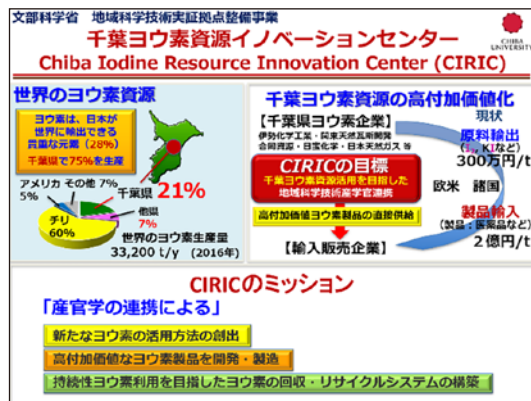 文部科学省　地域科学技術実証拠点整備事業
千葉ヨウ素資源イノベーションセンター
Chiba Iodine Resource Innovation Center (CIRIC)
CHIBA
UNIVERSITY
世界のヨウ素資源
ヨウ素は、日本が
世界に輸出できる
貴重な元素（28%）
千葉県で75%を生産
アメリカ
5%
その他 7%
千葉県 21%
他県
7%
チリ
60%
世界のヨウ素生産量
33,200 t/y （2016年）
千葉ヨウ素資源の高付加価値化
【千葉県ヨウ素企業】
伊勢化学工業・関東天然瓦斯開発
合同資源・日宝化学・日本天然ガス 等
CIRICの目標
千葉ヨウ素資源活用を目指した
地域科学技術産学官連携
高付加価値ヨウ素製品の直接供給
【輸入販売企業】
現状
原料輸出
(I₂, KIなど)
300万円/t
欧米　諸国
製品輸入
(製品：医薬品など)
２億円/t
CIRICのミッション
「産官学の連携による」
新たなヨウ素の活用方法の創出
高付加価値なヨウ素製品を開発・製造
持続性ヨウ素利用を目指したヨウ素の回収・リサイクルシステムの構築